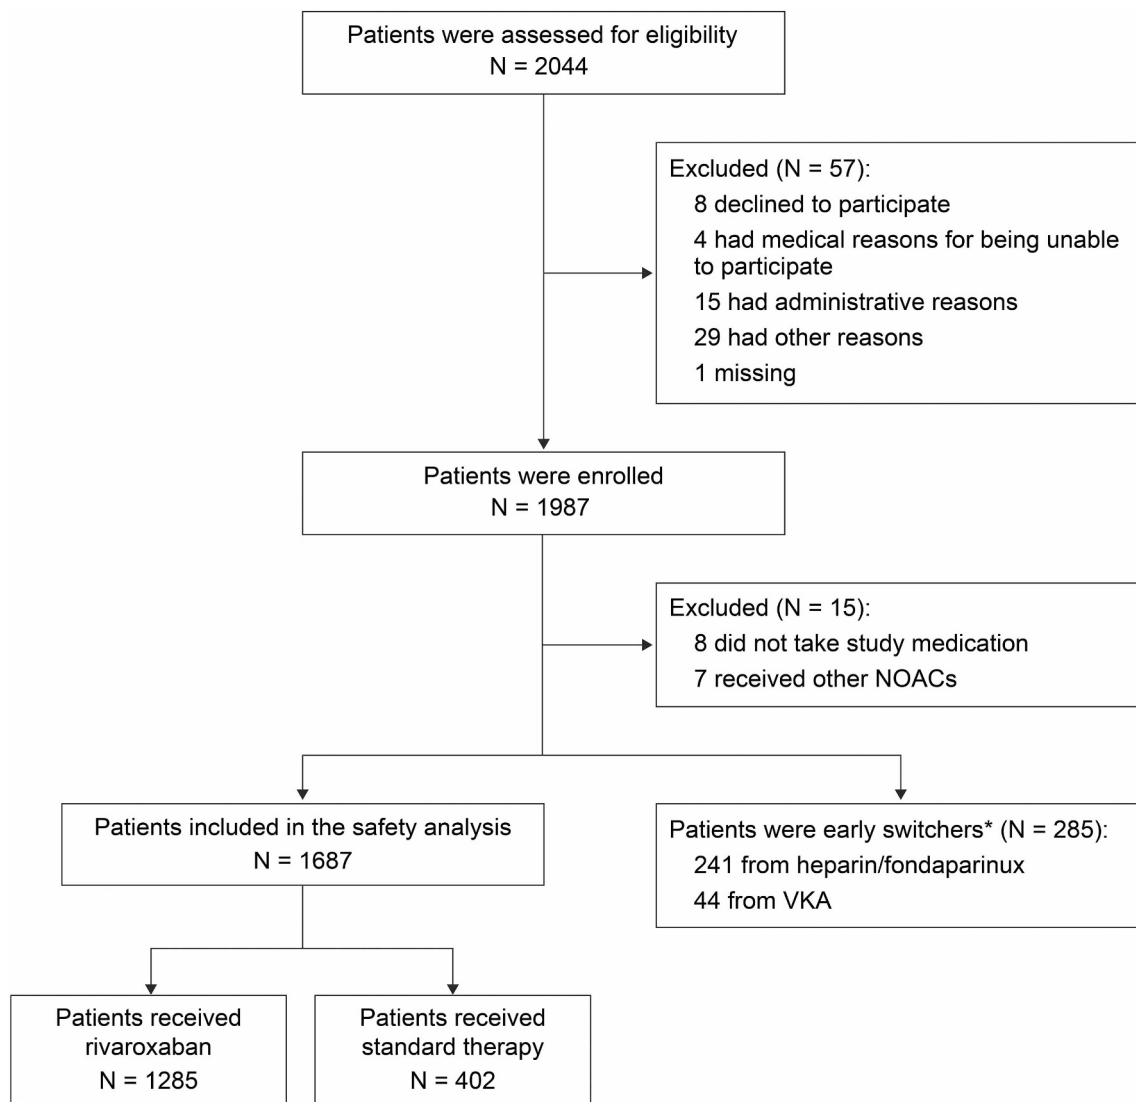 Patients were assessed for eligibility
N = 2044
Excluded (N = 57):
8 declined to participate
4 had medical reasons for being unable
to participate
15 had administrative reasons
29 had other reasons
1 missing
Patients were enrolled
N = 1987
Excluded (N = 15):
8 did not take study medication
7 received other NOACs
Patients included in the safety analysis
N = 1687
Patients were early switchers* (N = 285):
241 from heparin/fondaparinux
44 from VKA
Patients received
rivaroxaban
N = 1285
Patients received
standard therapy
N = 402